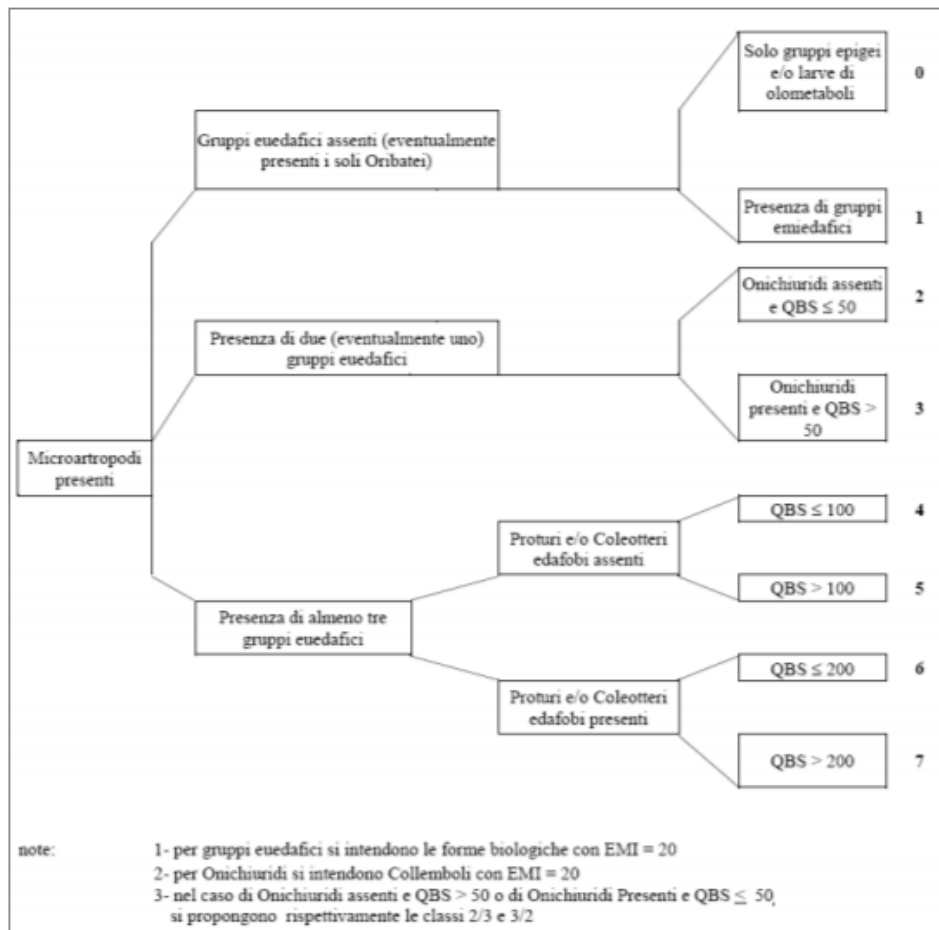 Solo gruppi epigei
e/o larve di
olometaboli
0
Gruppi euedafici assenti (eventualmente
presenti i soli Oribatei)
Presenza di gruppi
emiedafici
1
Onichiuridi assenti
e QBS ≤ 50
2
Presenza di due (eventualmente uno)
gruppi euedafici
Onichiuridi
presenti e QBS >
50
3
Microartropodi
presenti
QBS ≤ 100
4
Proturi e/o Coleotteri
edafobi assenti
QBS > 100
5
Presenza di almeno tre
gruppi euedafici
QBS ≤ 200
6
Proturi e/o Coleotteri
edafobi presenti
QBS > 200
7
note:
1- per gruppi euedafici si intendono le forme biologiche con EMI = 20
2- per Onichiuridi si intendono Collemboli con EMI = 20
3- nel caso di Onichiuridi assenti e QBS > 50 o di Onichiuridi Presenti e QBS ≤ 50,
si propongono rispettivamente le classi 2/3 e 3/2